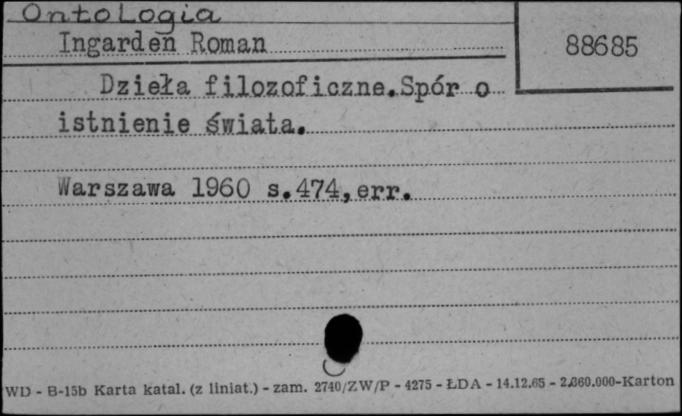 Ontologia
Ingarden Roman
88685
Dzieła filozoficzne.Spór o
istnienie świata.
Warszawa 1960 s.474,err.
WD - B-15b Karta katal. (z liniat.) - zam. 2740/ZW/P - 4275 - ŁDA - 14.12.65 - 2.860.000-Karton